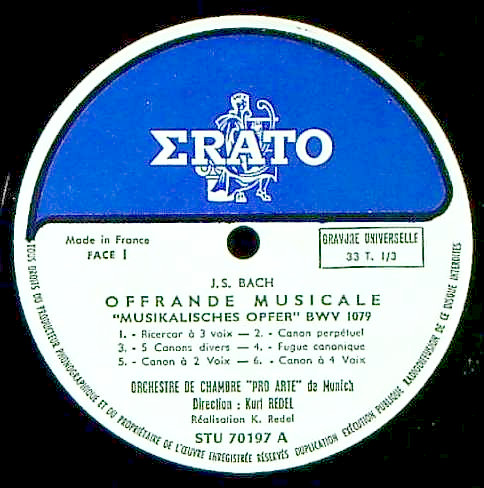 ΣRATO
Made in France
FACE 1
GRAVURE UNIVERSELLE
33 T. 1/3
J.S. BACH
OFFRANDE MUSICALE
"MUSIKALISCHES OPFER" BWV 1079
1. - Ricercar à 3 voix — 2. - Canon perpétuel
3. - 5 Canons divers — 4. - Fugue canonique
5. - Canon à 2 Voix — 6. - Canon à 4 Voix
ORCHESTRE DE CHAMBRE "PRO ARTE" de Munich
Direction : Kurt REDEL
Réalisation K. Redel
STU 70197 A
TOUS DROITS DU PRODUCTEUR PHONOGRAPHIQUE ET DU PROPRIÉTAIRE DE L'ŒUVRE ENREGISTRÉE RÉSERVÉS DUPLICATION EXÉCUTION PUBLIQUE RADIODIFFUSION DE CE DISQUE INTERDITES